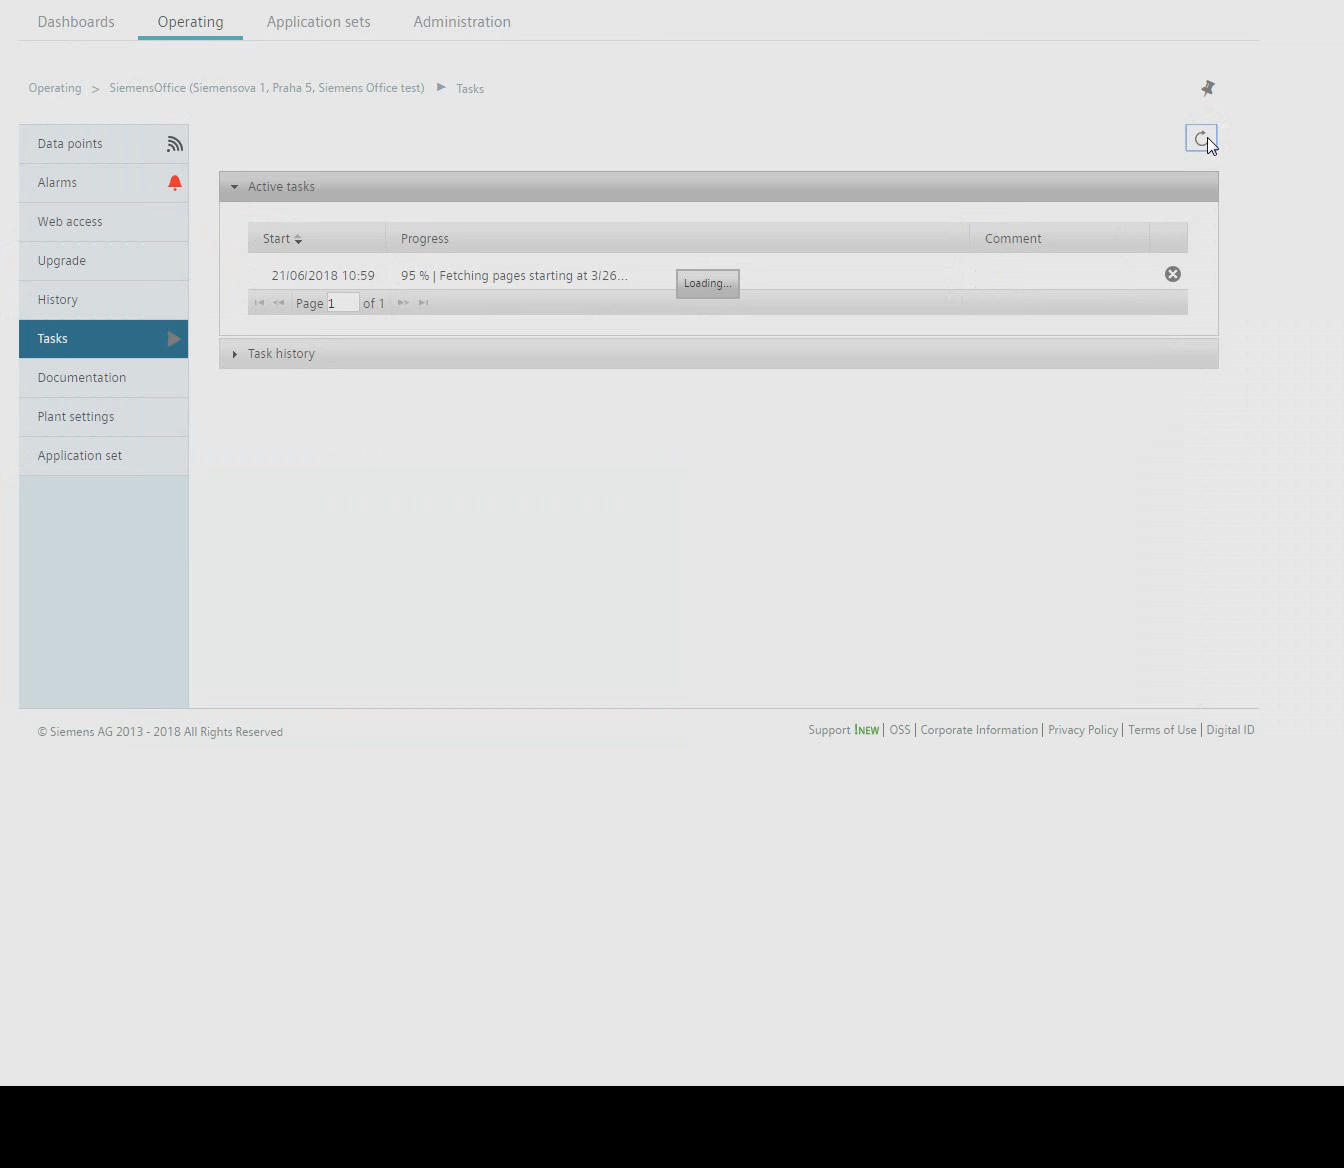 Dashboards Operating Application sets Administration
Operating > SiemensOffice (Siemensova 1, Praha 5, Siemens Office test) Tasks
Data points
Alarms
Web access
Upgrade
History
Tasks
Documentation
Plant settings
Application set
Active tasks
Start Progress Comment
21/06/2018 10:59 95 % | Fetching pages starting at 3/26...
Loading...
Page 1 of 1
Task history
© Siemens AG 2013 - 2018 All Rights Reserved
Support !NEW | OSS | Corporate Information | Privacy Policy | Terms of Use | Digital ID